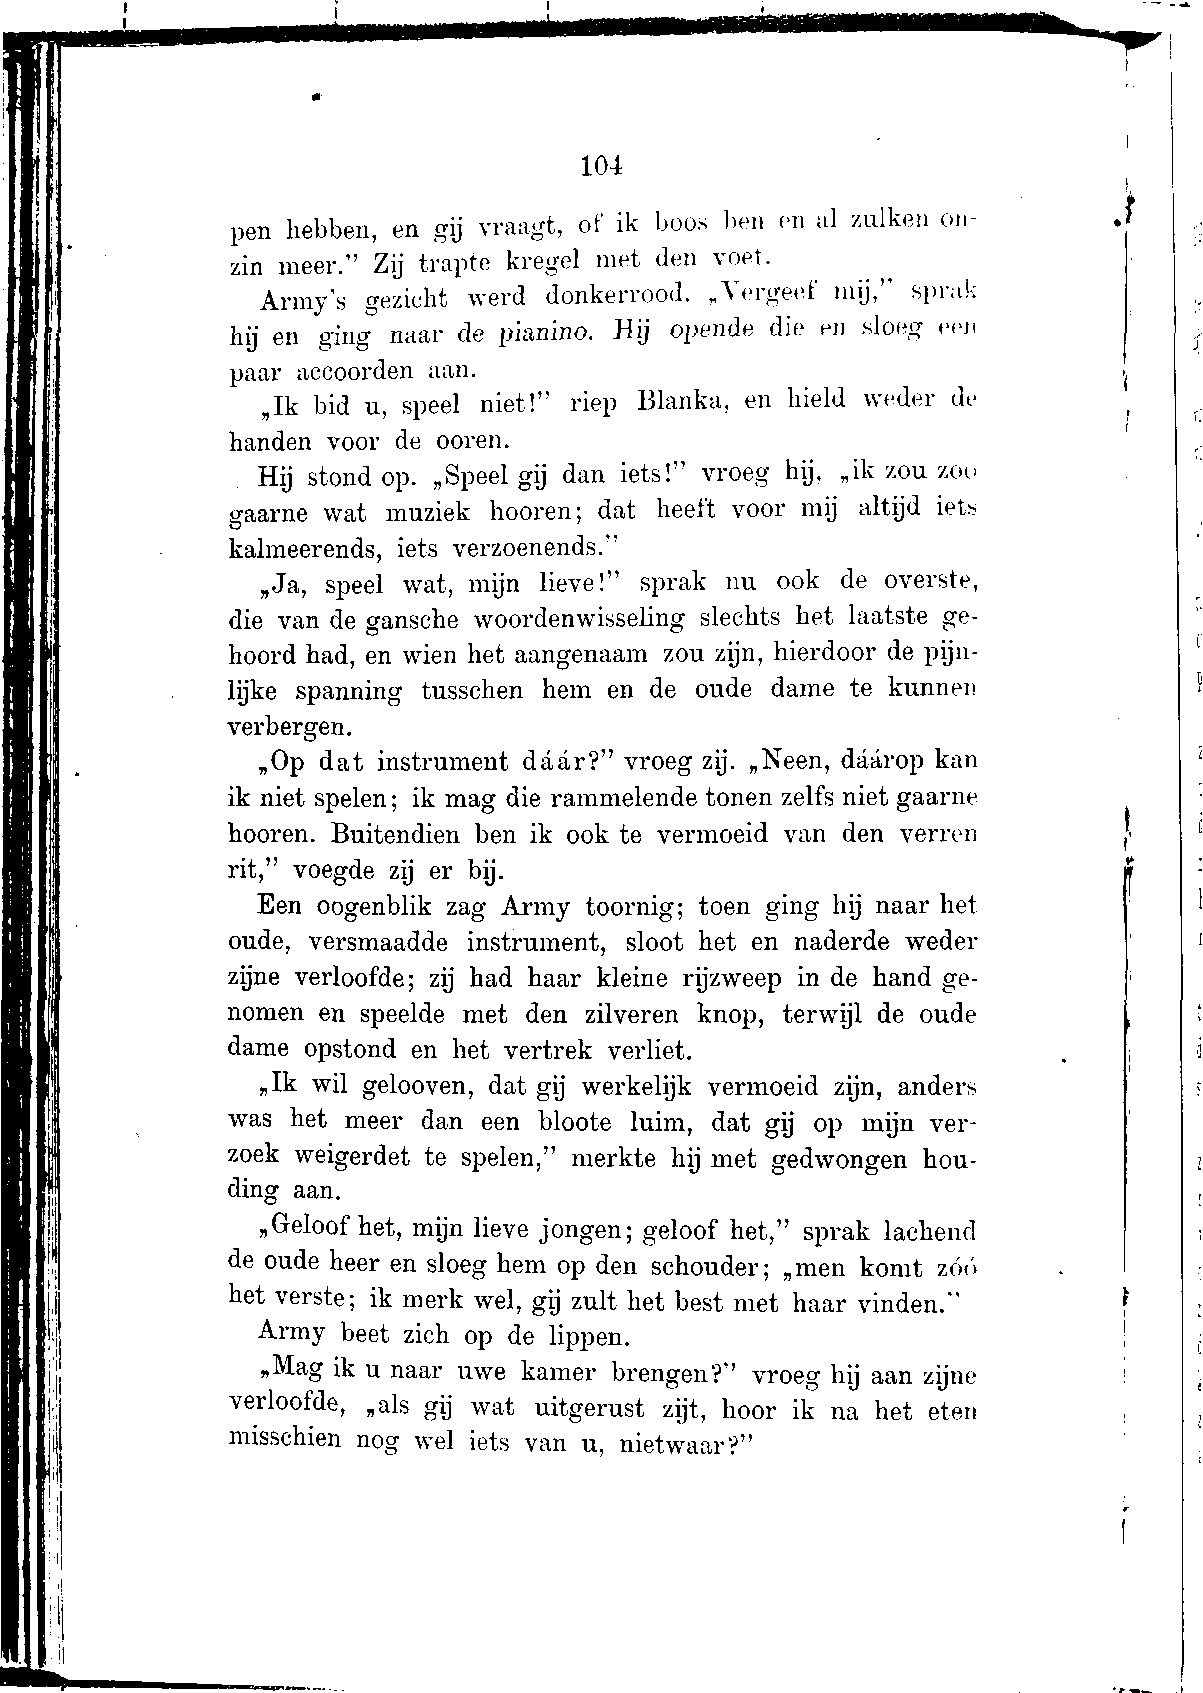 104
pen hebben, en gij vraagt, of ik boos ben en al zulken on-
zin meer.” Zij trapte kregel met den voet.
Army's gezicht werd donkerrood. „Vergeef mij,” sprak
hij en ging naar de pianino. Hij opende die en sloeg een
paar accoorden aan.
„Ik bid u, speel niet!” riep Blanka, en hield weder de
handen voor de ooren.
Hij stond op. „Speel gij dan iets!” vroeg hij, „ik zou zoo
gaarne wat muziek hooren; dat heeft voor mij altijd iets
kalmeerends, iets verzoenends.”
„Ja, speel wat, mijn lieve!” sprak nu ook de overste,
die van de gansche woordenwisseling slechts het laatste ge-
hoord had, en wien het aangenaam zou zijn, hierdoor de pijn-
lijke spanning tusschen hem en de oude dame te kunnen
verbergen.
„Op dat instrument dáár?” vroeg zij. „Neen, dáárop kan
ik niet spelen; ik mag die rammelende tonen zelfs niet gaarne
hooren. Buitendien ben ik ook te vermoeid van den verren
rit,” voegde zij er bij.
Een oogenblik zag Army toornig; toen ging hij naar het
oude, versmaadde instrument, sloot het en naderde weder
zijne verloofde; zij had haar kleine rijzweep in de hand ge-
nomen en speelde met den zilveren knop, terwijl de oude
dame opstond en het vertrek verliet.
„Ik wil gelooven, dat gij werkelijk vermoeid zijn, anders
was het meer dan een bloote luim, dat gij op mijn ver-
zoek weigerdet te spelen,” merkte hij met gedwongen hou-
ding aan.
„Geloof het, mijn lieve jongen; geloof het,” sprak lachend
de oude heer en sloeg hem op den schouder; „men komt zóó
het verste; ik merk wel, gij zult het best met haar vinden.”
Army beet zich op de lippen.
„Mag ik u naar uwe kamer brengen?” vroeg hij aan zijne
verloofde, „als gij wat uitgerust zijt, hoor ik na het eten
misschien nog wel iets van u, nietwaar?”